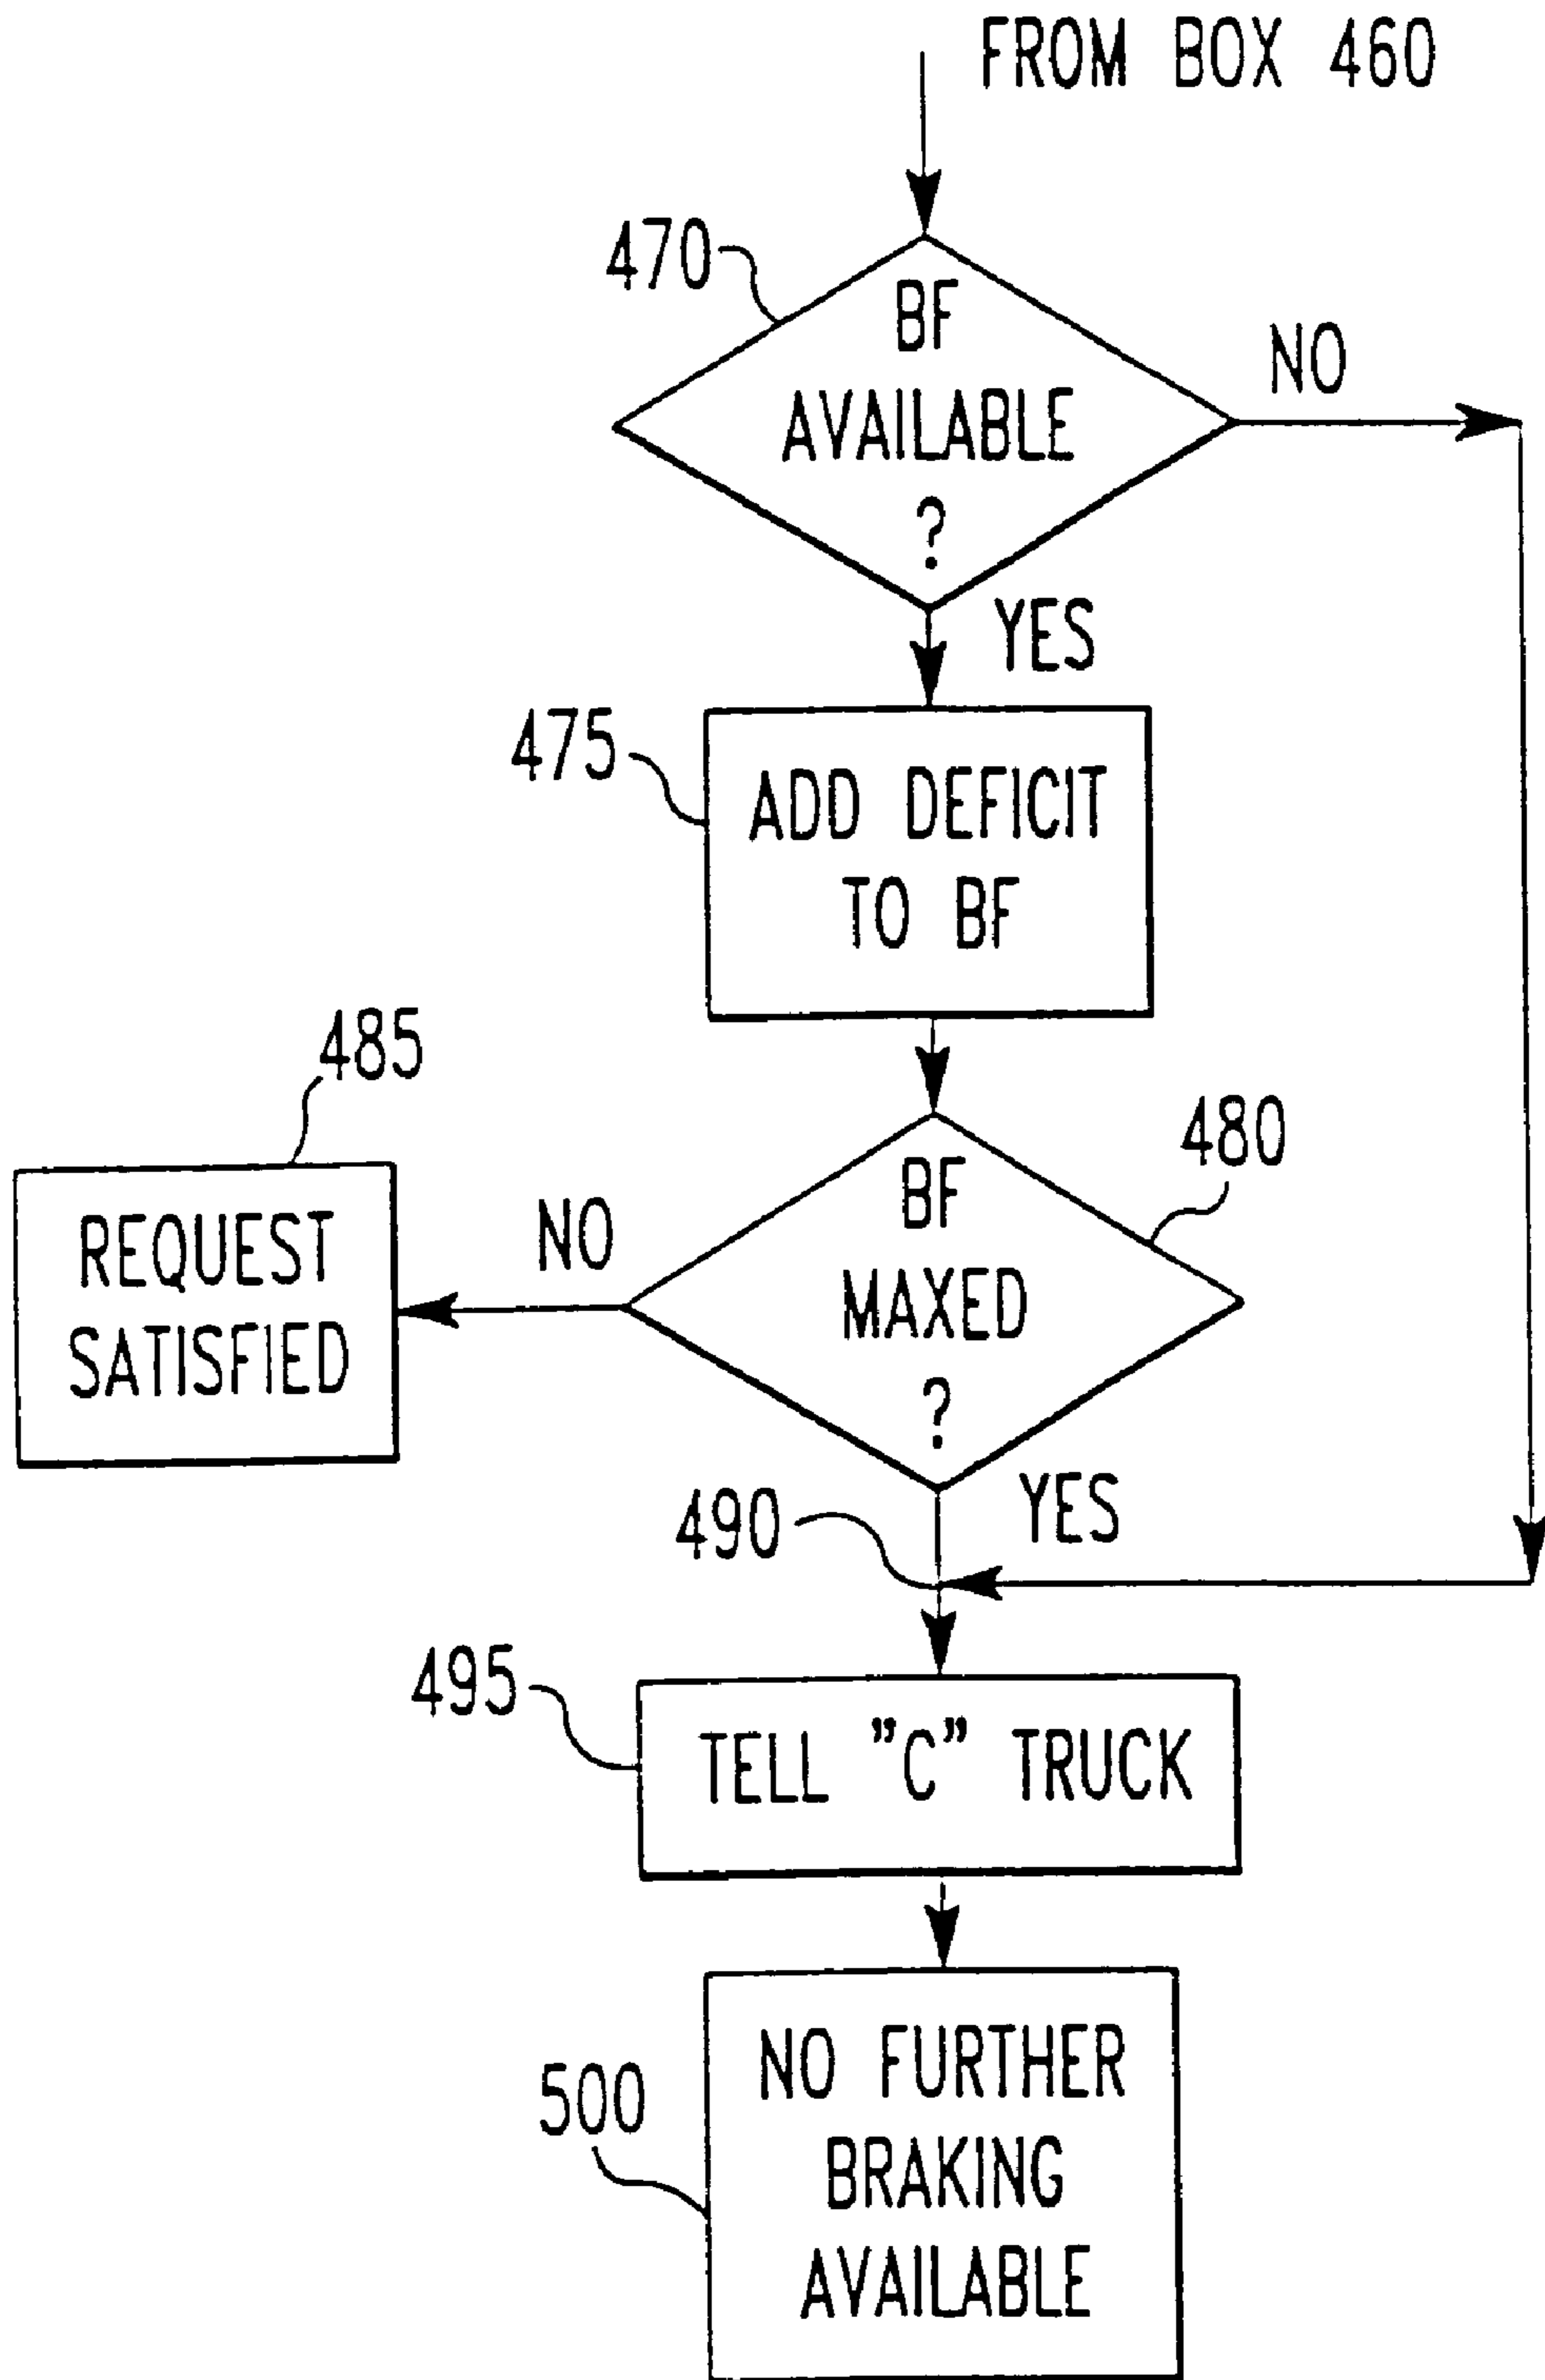 FROM BOX 460
470
BF
AVAILABLE
?
NO
YES
475
ADD DEFICIT
TO BF
485
480
REQUEST
SATISFIED
NO
BF
MAXED
?
490
YES
495
TELL "C" TRUCK
500
NO FURTHER
BRAKING
AVAILABLE